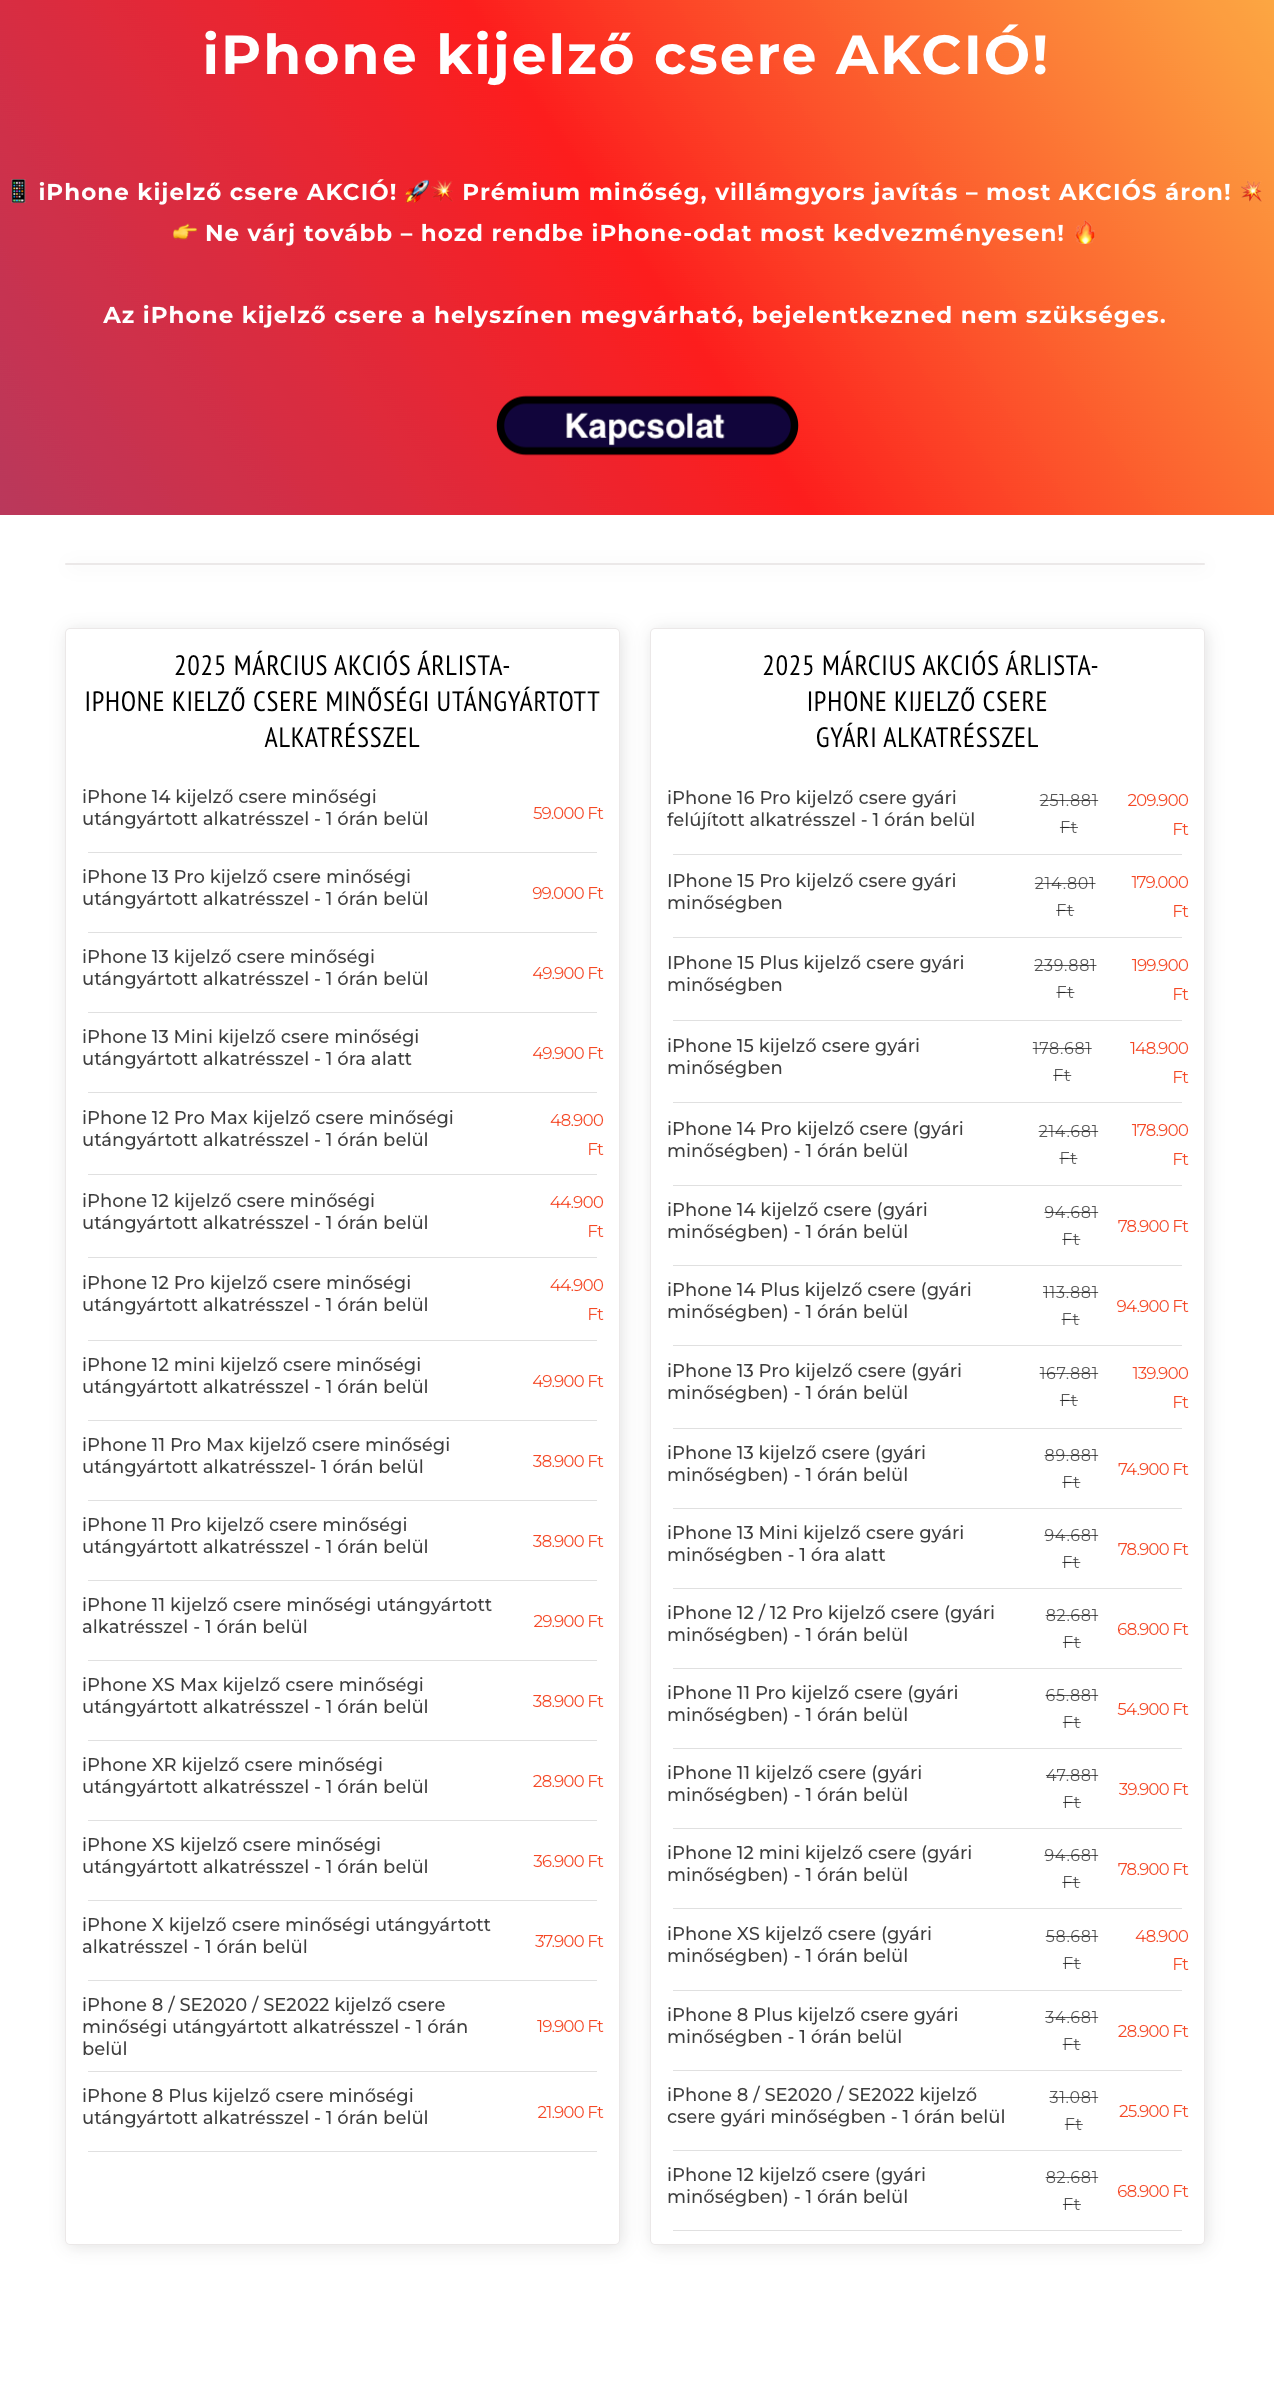 iPhone kijelző csere AKCIÓ!
📱 iPhone kijelző csere AKCIÓ! 🚀💥 Prémium minőség, villámgyors javítás – most AKCIÓS áron! 💥
👉 Ne várj tovább – hozd rendbe iPhone-odat most kedvezményesen! 🔥
Az iPhone kijelző csere a helyszínen megvárható, bejelentkezned nem szükséges.
Kapcsolat
2025 MÁRCIUS AKCIÓS ÁRLISTA-
IPHONE KIELZŐ CSERE MINŐSÉGI UTÁNGYÁRTOTT
ALKATRÉSSZEL
iPhone 14 kijelző csere minőségi
utángyártott alkatrésszel - 1 órán belül
59.000 Ft
iPhone 13 Pro kijelző csere minőségi
utángyártott alkatrésszel - 1 órán belül
99.000 Ft
iPhone 13 kijelző csere minőségi
utángyártott alkatrésszel - 1 órán belül
49.900 Ft
iPhone 13 Mini kijelző csere minőségi
utángyártott alkatrésszel - 1 óra alatt
49.900 Ft
iPhone 12 Pro Max kijelző csere minőségi
utángyártott alkatrésszel - 1 órán belül
48.900
Ft
iPhone 12 kijelző csere minőségi
utángyártott alkatrésszel - 1 órán belül
44.900
Ft
iPhone 12 Pro kijelző csere minőségi
utángyártott alkatrésszel - 1 órán belül
44.900
Ft
iPhone 12 mini kijelző csere minőségi
utángyártott alkatrésszel - 1 órán belül
49.900 Ft
iPhone 11 Pro Max kijelző csere minőségi
utángyártott alkatrésszel- 1 órán belül
38.900 Ft
iPhone 11 Pro kijelző csere minőségi
utángyártott alkatrésszel - 1 órán belül
38.900 Ft
iPhone 11 kijelző csere minőségi utángyártott
alkatrésszel - 1 órán belül
29.900 Ft
iPhone XS Max kijelző csere minőségi
utángyártott alkatrésszel - 1 órán belül
38.900 Ft
iPhone XR kijelző csere minőségi
utángyártott alkatrésszel - 1 órán belül
28.900 Ft
iPhone XS kijelző csere minőségi
utángyártott alkatrésszel - 1 órán belül
36.900 Ft
iPhone X kijelző csere minőségi utángyártott
alkatrésszel - 1 órán belül
37.900 Ft
iPhone 8 / SE2020 / SE2022 kijelző csere
minőségi utángyártott alkatrésszel - 1 órán
belül
19.900 Ft
iPhone 8 Plus kijelző csere minőségi
utángyártott alkatrésszel - 1 órán belül
21.900 Ft
2025 MÁRCIUS AKCIÓS ÁRLISTA-
IPHONE KIJELZŐ CSERE
GYÁRI ALKATRÉSSZEL
iPhone 16 Pro kijelző csere gyári
felújított alkatrésszel - 1 órán belül
251.881
Ft
209.900
Ft
IPhone 15 Pro kijelző csere gyári
minőségben
214.801
Ft
179.000
Ft
IPhone 15 Plus kijelző csere gyári
minőségben
239.881
Ft
199.900
Ft
iPhone 15 kijelző csere gyári
minőségben
178.681
Ft
148.900
Ft
iPhone 14 Pro kijelző csere (gyári
minőségben) - 1 órán belül
214.681
Ft
178.900
Ft
iPhone 14 kijelző csere (gyári
minőségben) - 1 órán belül
94.681
Ft
78.900 Ft
iPhone 14 Plus kijelző csere (gyári
minőségben) - 1 órán belül
113.881
Ft
94.900 Ft
iPhone 13 Pro kijelző csere (gyári
minőségben) - 1 órán belül
167.881
Ft
139.900
Ft
iPhone 13 kijelző csere (gyári
minőségben) - 1 órán belül
89.881
Ft
74.900 Ft
iPhone 13 Mini kijelző csere gyári
minőségben - 1 óra alatt
94.681
Ft
78.900 Ft
iPhone 12 / 12 Pro kijelző csere (gyári
minőségben) - 1 órán belül
82.681
Ft
68.900 Ft
iPhone 11 Pro kijelző csere (gyári
minőségben) - 1 órán belül
65.881
Ft
54.900 Ft
iPhone 11 kijelző csere (gyári
minőségben) - 1 órán belül
47.881
Ft
39.900 Ft
iPhone 12 mini kijelző csere (gyári
minőségben) - 1 órán belül
94.681
Ft
78.900 Ft
iPhone XS kijelző csere (gyári
minőségben) - 1 órán belül
58.681
Ft
48.900
Ft
iPhone 8 Plus kijelző csere gyári
minőségben - 1 órán belül
34.681
Ft
28.900 Ft
iPhone 8 / SE2020 / SE2022 kijelző
csere gyári minőségben - 1 órán belül
31.081
Ft
25.900 Ft
iPhone 12 kijelző csere (gyári
minőségben) - 1 órán belül
82.681
Ft
68.900 Ft